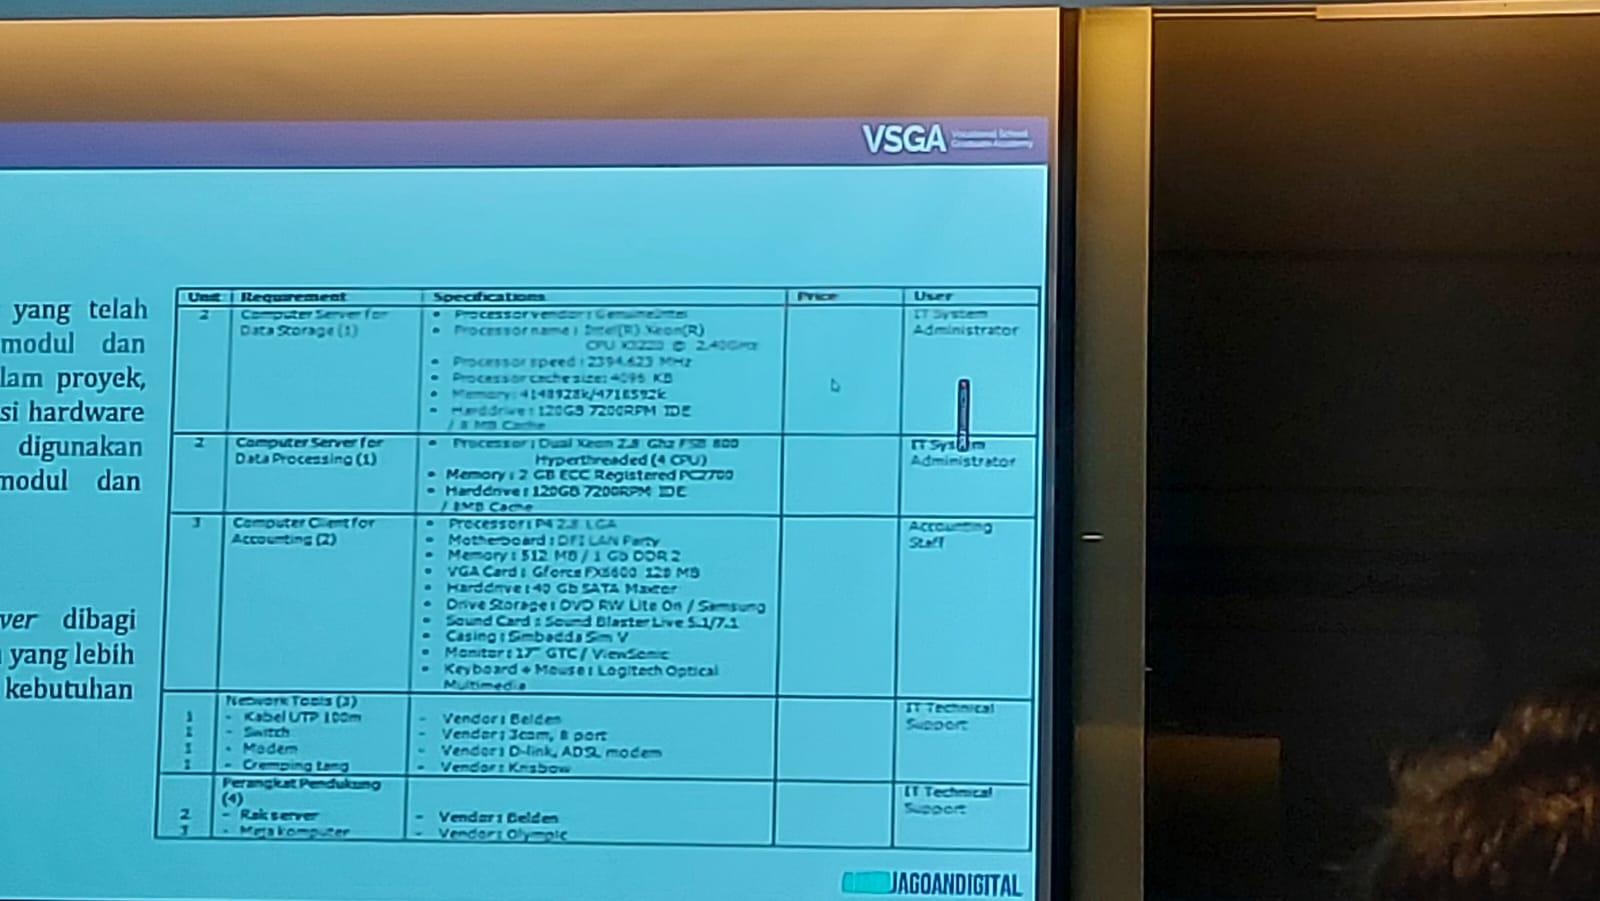 VSGA Vocational School
Graduate Academy
yang telah
modul dan
lam proyek,
si hardware
digunakan
modul dan
ver dibagi
yang lebih
kebutuhan
Unit Requirement Specifications Price User
2 Computer Server for Data Storage (1)
• Processor vendor : GenuineIntel
• Processor name : Intel(R) Xeon(R)
CPU X3220 @ 2.40GHz
• Processor speed : 2394.623 MHz
• Processor cache size: 4096 KB
• Memory: 4148928k/4718592k
• Harddrive : 120GB 7200RPM IDE
/ 8 MB Cache
IT System
Administrator
2 Computer Server for
Data Processing (1)
• Processor : Dual Xeon 2.8 Ghz FSB 800
Hyperthreaded (4 CPU)
• Memory : 2 GB ECC Registered PC2700
• Harddrive : 120GB 7200RPM IDE
/ 8MB Cache
IT System
Administrator
3 Computer Client for
Accounting (2)
• Processor : P4 2.8 LGA
• Motherboard : DFI LAN Party
• Memory : 512 MB / 1 Gb DDR 2
• VGA Card : Gforce FX5600 128 MB
• Harddrive : 40 Gb SATA Maxtor
• Drive Storage : DVD RW Lite On / Samsung
• Sound Card : Sound Blaster Live 5.1/7.1
• Casing : Simbadda Sim V
• Monitor : 17" GTC / ViewSonic
• Keyboard + Mouse : Logitech Optical
Multimedia
Accounting
Staff
Network Tools (3)
1 - Kabel UTP 100m - Vendor : Belden
1 - Switch - Vendor : 3com, 8 port
1 - Modem - Vendor : D-link, ADSL modem
1 - Cremping tang - Vendor : Krisbow
IT Technical
Support
Perangkat Pendukung
(4)
2 - Rak server - Vendor : Belden
3 - Meja komputer - Vendor : Olympic
IT Technical
Support
JAGOANDIGITAL